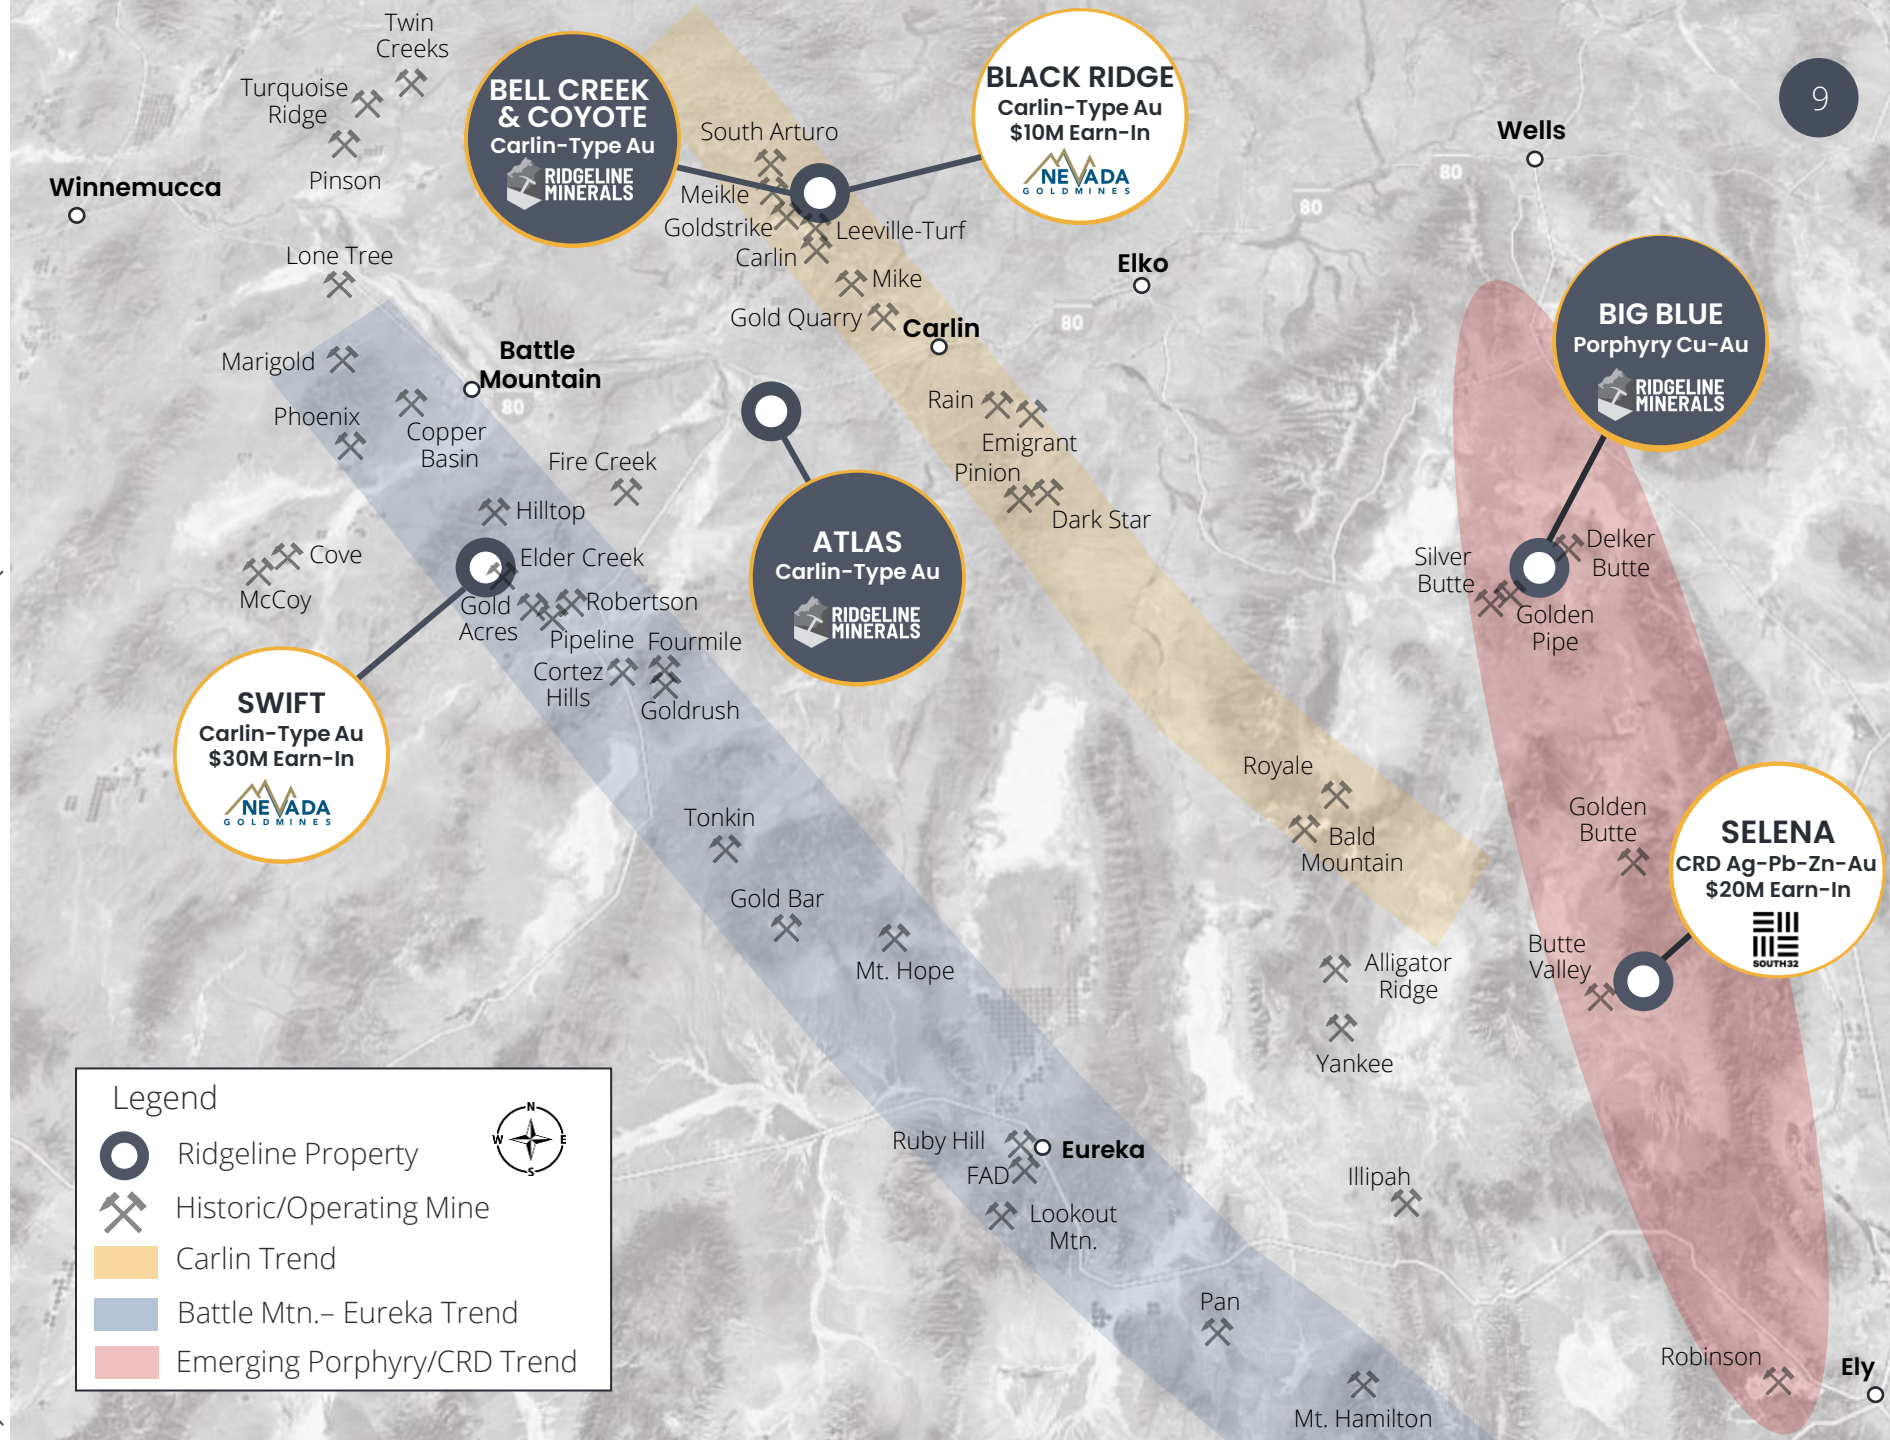 Twin
Creeks
Turquoise
Ridge
Pinson
Winnemucca
BELL CREEK
& COYOTE
Carlin-Type Au
RIDGELINE
MINERALS
BLACK RIDGE
Carlin-Type Au
$10M Earn-In
NEVADA
GOLDMINES
9
Wells
80
80
South Arturo
Meikle
Goldstrike
Leeville-Turf
Carlin
Mike
Gold Quarry
Carlin
Elko
80
Lone Tree
Marigold
Battle
Mountain
80
Phoenix
Copper
Basin
Fire Creek
Hilltop
Rain
Emigrant
Pinion
Dark Star
BIG BLUE
Porphyry Cu-Au
RIDGELINE
MINERALS
ATLAS
Carlin-Type Au
RIDGELINE
MINERALS
Cove
McCoy
Elder Creek
Gold
Acres
Robertson
Pipeline
Fourmile
Cortez
Hills
Goldrush
Silver
Butte
Delker
Butte
Golden
Pipe
SWIFT
Carlin-Type Au
$30M Earn-In
NEVADA
GOLDMINES
Tonkin
Gold Bar
Mt. Hope
Royale
Bald
Mountain
Golden
Butte
SELENA
CRD Ag-Pb-Zn-Au
$20M Earn-In
SOUTH32
Butte
Valley
Alligator
Ridge
Yankee
Legend
N
W
E
S
Ridgeline Property
Historic/Operating Mine
Carlin Trend
Battle Mtn.– Eureka Trend
Emerging Porphyry/CRD Trend
Ruby Hill
Eureka
FAD
Lookout
Mtn.
Illipah
Pan
Mt. Hamilton
Robinson
Ely